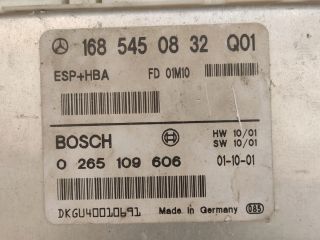 168 545 08 32 Q01
ESP+HBA FD 01M10
BOSCH HW 10/01
SW 10/01
0 265 109 606 01-10-01
DKGU40010691 Made in Germany 085